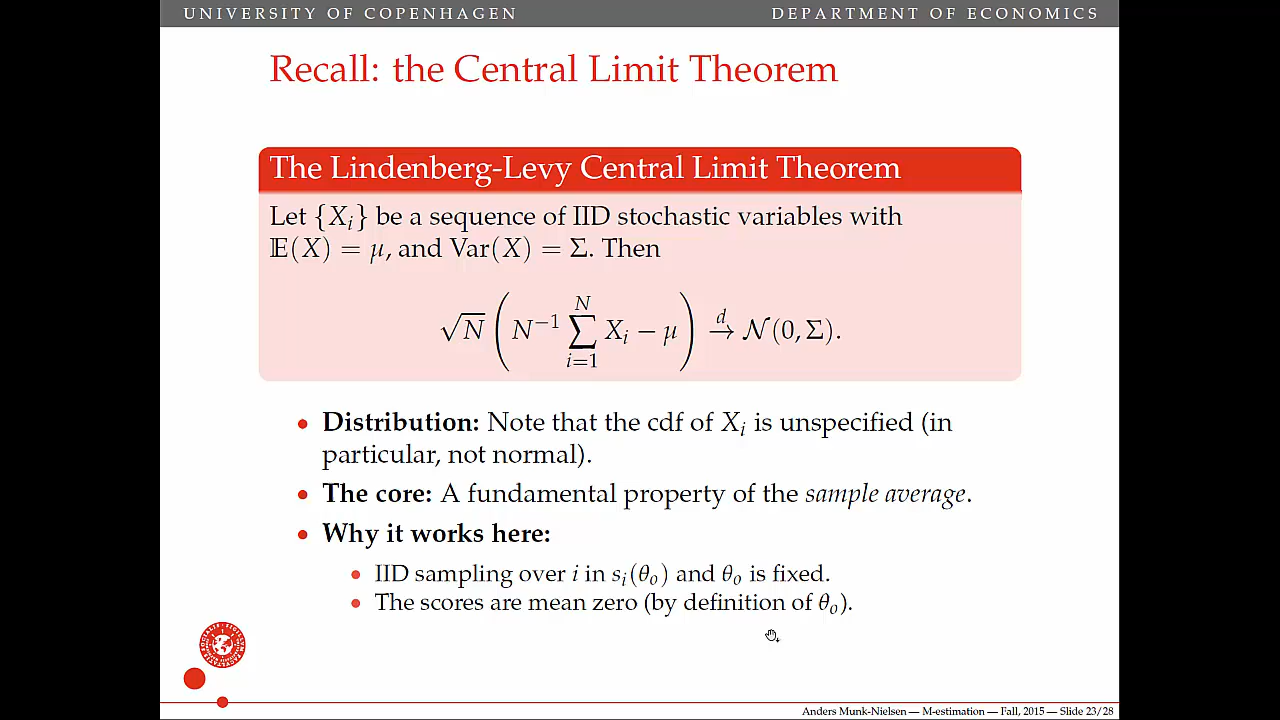 UNIVERSITY OF COPENHAGEN DEPARTMENT OF ECONOMICS
Recall: the Central Limit Theorem
The Lindenberg-Levy Central Limit Theorem
Let {Xᵢ} be a sequence of IID stochastic variables with
𝔼(X) = μ, and Var(X) = Σ. Then
√N (N⁻¹ ∑ᵢ₌₁ᴺ Xᵢ − μ) →ᵈ 𝒩(0, Σ).
• Distribution: Note that the cdf of Xᵢ is unspecified (in
particular, not normal).
• The core: A fundamental property of the sample average.
• Why it works here:
• IID sampling over i in sᵢ(θₒ) and θₒ is fixed.
• The scores are mean zero (by definition of θₒ).
Anders Munk-Nielsen — M-estimation — Fall, 2015 — Slide 23/28